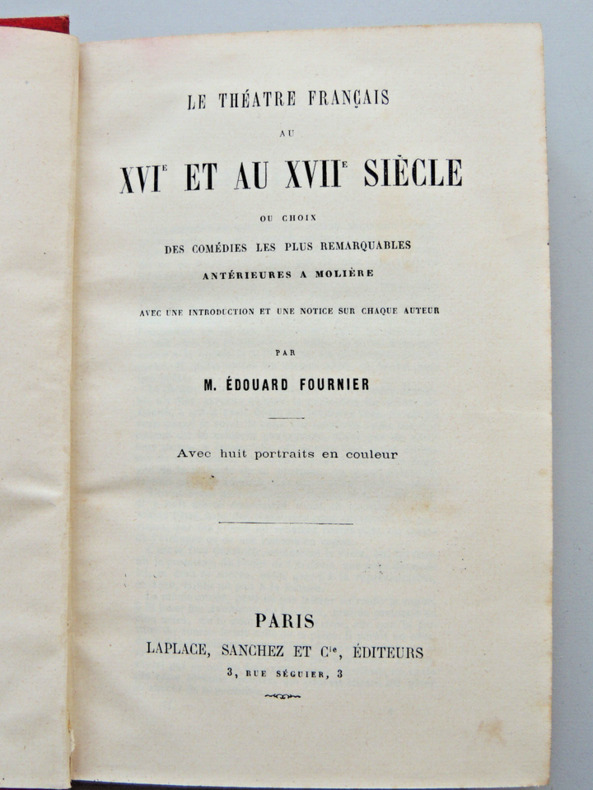 LE THÉATRE FRANÇAIS
AU
XVIᴱ ET AU XVIIᴱ SIÈCLE
OU CHOIX
DES COMÉDIES LES PLUS REMARQUABLES
ANTÉRIEURES A MOLIÈRE
AVEC UNE INTRODUCTION ET UNE NOTICE SUR CHAQUE AUTEUR
PAR
M. ÉDOUARD FOURNIER
Avec huit portraits en couleur
PARIS
LAPLACE, SANCHEZ ET Cⁱᵉ, ÉDITEURS
3, RUE SÉGUIER, 3